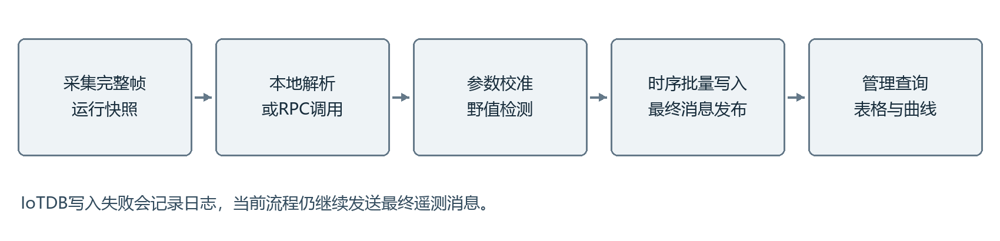 采集完整帧
运行快照
本地解析
或RPC调用
参数校准
野值检测
时序批量写入
最终消息发布
管理查询
表格与曲线
IoTDB写入失败会记录日志，当前流程仍继续发送最终遥测消息。